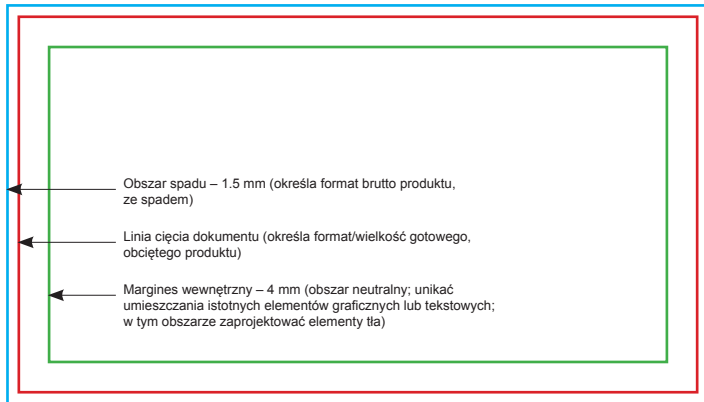 Obszar spadu – 1.5 mm (określa format brutto produktu,
ze spadem)
Linia cięcia dokumentu (określa format/wielkość gotowego,
obciętego produktu)
Margines wewnętrzny – 4 mm (obszar neutralny; unikać
umieszczania istotnych elementów graficznych lub tekstowych;
w tym obszarze zaprojektować elementy tła)